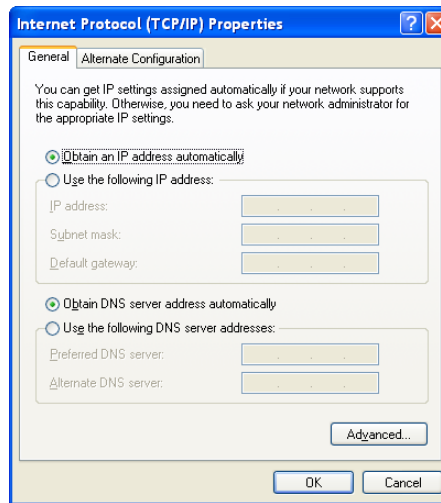 Internet Protocol (TCP/IP) Properties
General
Alternate Configuration
You can get IP settings assigned automatically if your network supports
this capability. Otherwise, you need to ask your network administrator for
the appropriate IP settings.
Obtain an IP address automatically
Use the following IP address:
IP address:
Subnet mask:
Default gateway:
Obtain DNS server address automatically
Use the following DNS server addresses:
Preferred DNS server:
Alternate DNS server:
Advanced...
OK
Cancel